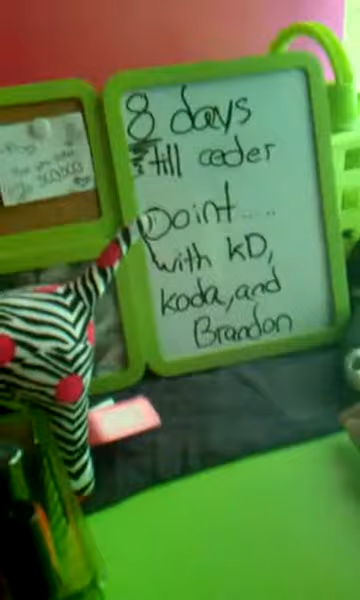 8 days
till ceder
point....
with KD,
Koda, and
Brandon